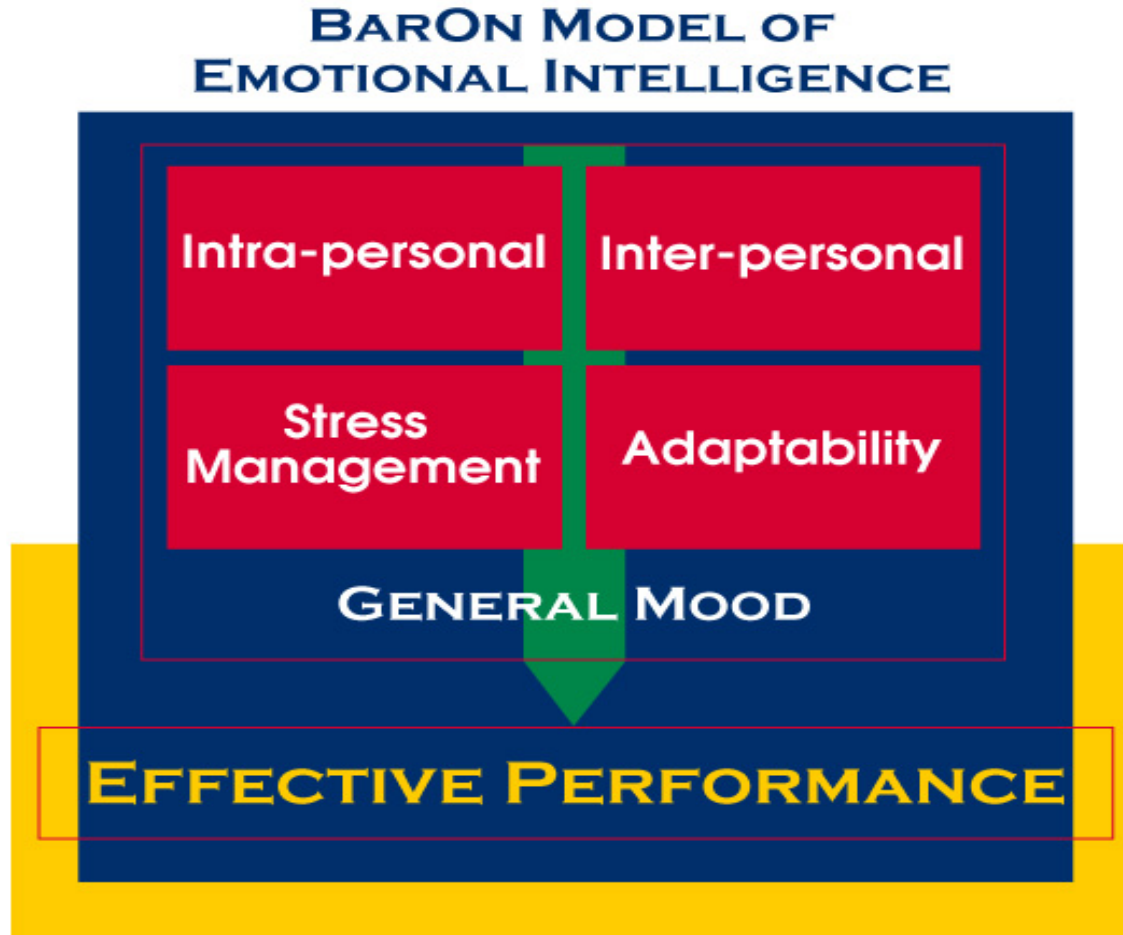 BARON MODEL OF
EMOTIONAL INTELLIGENCE
Intra-personal
Inter-personal
Stress
Management
Adaptability
GENERAL MOOD
EFFECTIVE PERFORMANCE